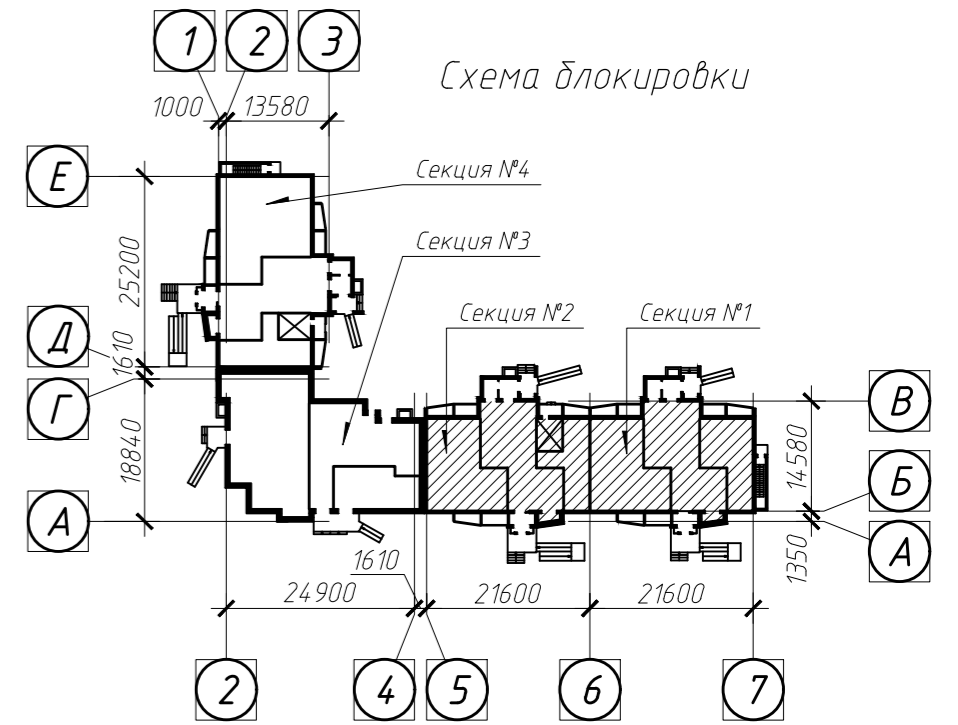 1 2 3
Схема блокировки
1000 13580
Е
Секция №4
Секция №3
25200
Секция №2 Секция №1
Д
1610
Г
В
18840
14580
Б
А
А
1350
1610
24900 21600 21600
2 4 5 6 7